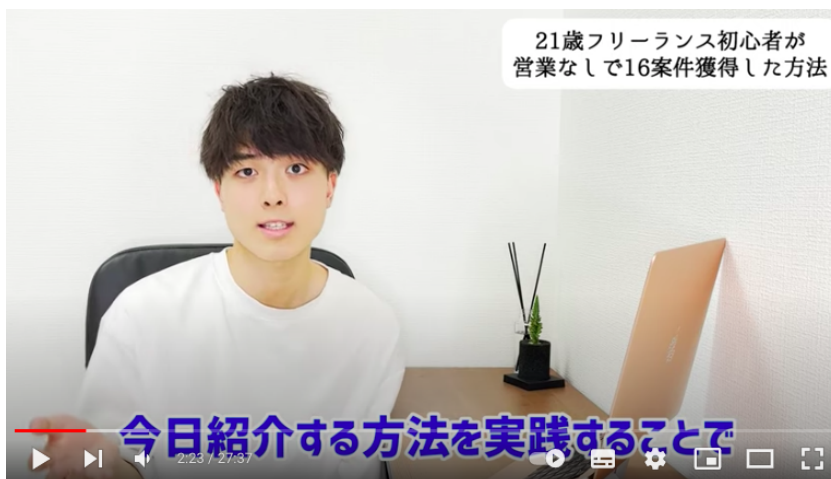 21歳フリーランス初心者が
営業なしで16案件獲得した方法
今日紹介する方法を実践することで
2:23 / 27:37